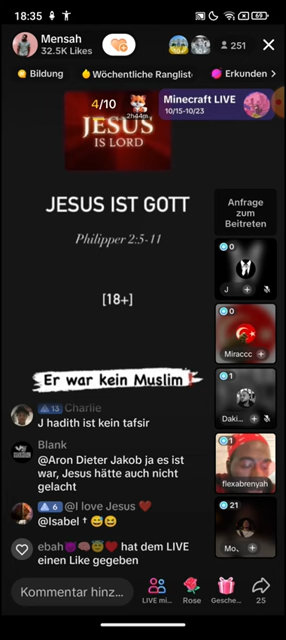 18:35
69
Mensah
32.5K Likes
251
Bildung
Wöchentliche Ranglist
Erkunden
4/10
2h44m
Minecraft LIVE
10/15-10/23
JESUS
IS LORD
JESUS IST GOTT
Philipper 2:5-11
[18+]
Er war kein Muslim !
Anfrage
zum
Beitreten
0
J
0
Miraccc
1
Daki...
1
flexabrenyah
21
Mo.
13 Charlie
J hadith ist kein tafsir
Blank
@Aron Dieter Jakob ja es ist
war, Jesus hätte auch nicht
gelacht
6 @I love Jesus ❤️
@Isabel † 😅😅
ebah😈🧠😇❤️ hat dem LIVE
einen Like gegeben
Kommentar hinz...
LIVE mi...
Rose
Gesche...
25